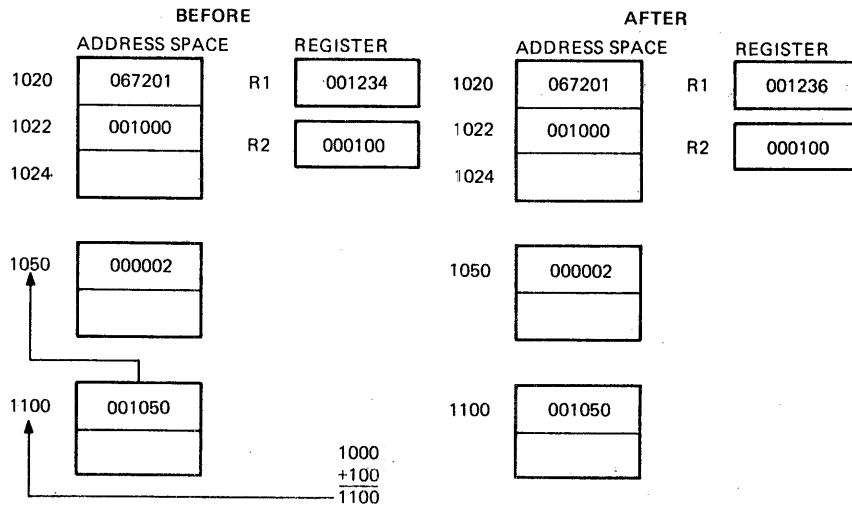 BEFORE
ADDRESS SPACE REGISTER
1020 067201 R1 001234
1022 001000
R2 000100
1024
1050 000002
1100 001050
1000
+100
1100
AFTER
ADDRESS SPACE REGISTER
1020 067201 R1 001236
1022 001000
R2 000100
1024
1050 000002
1100 001050